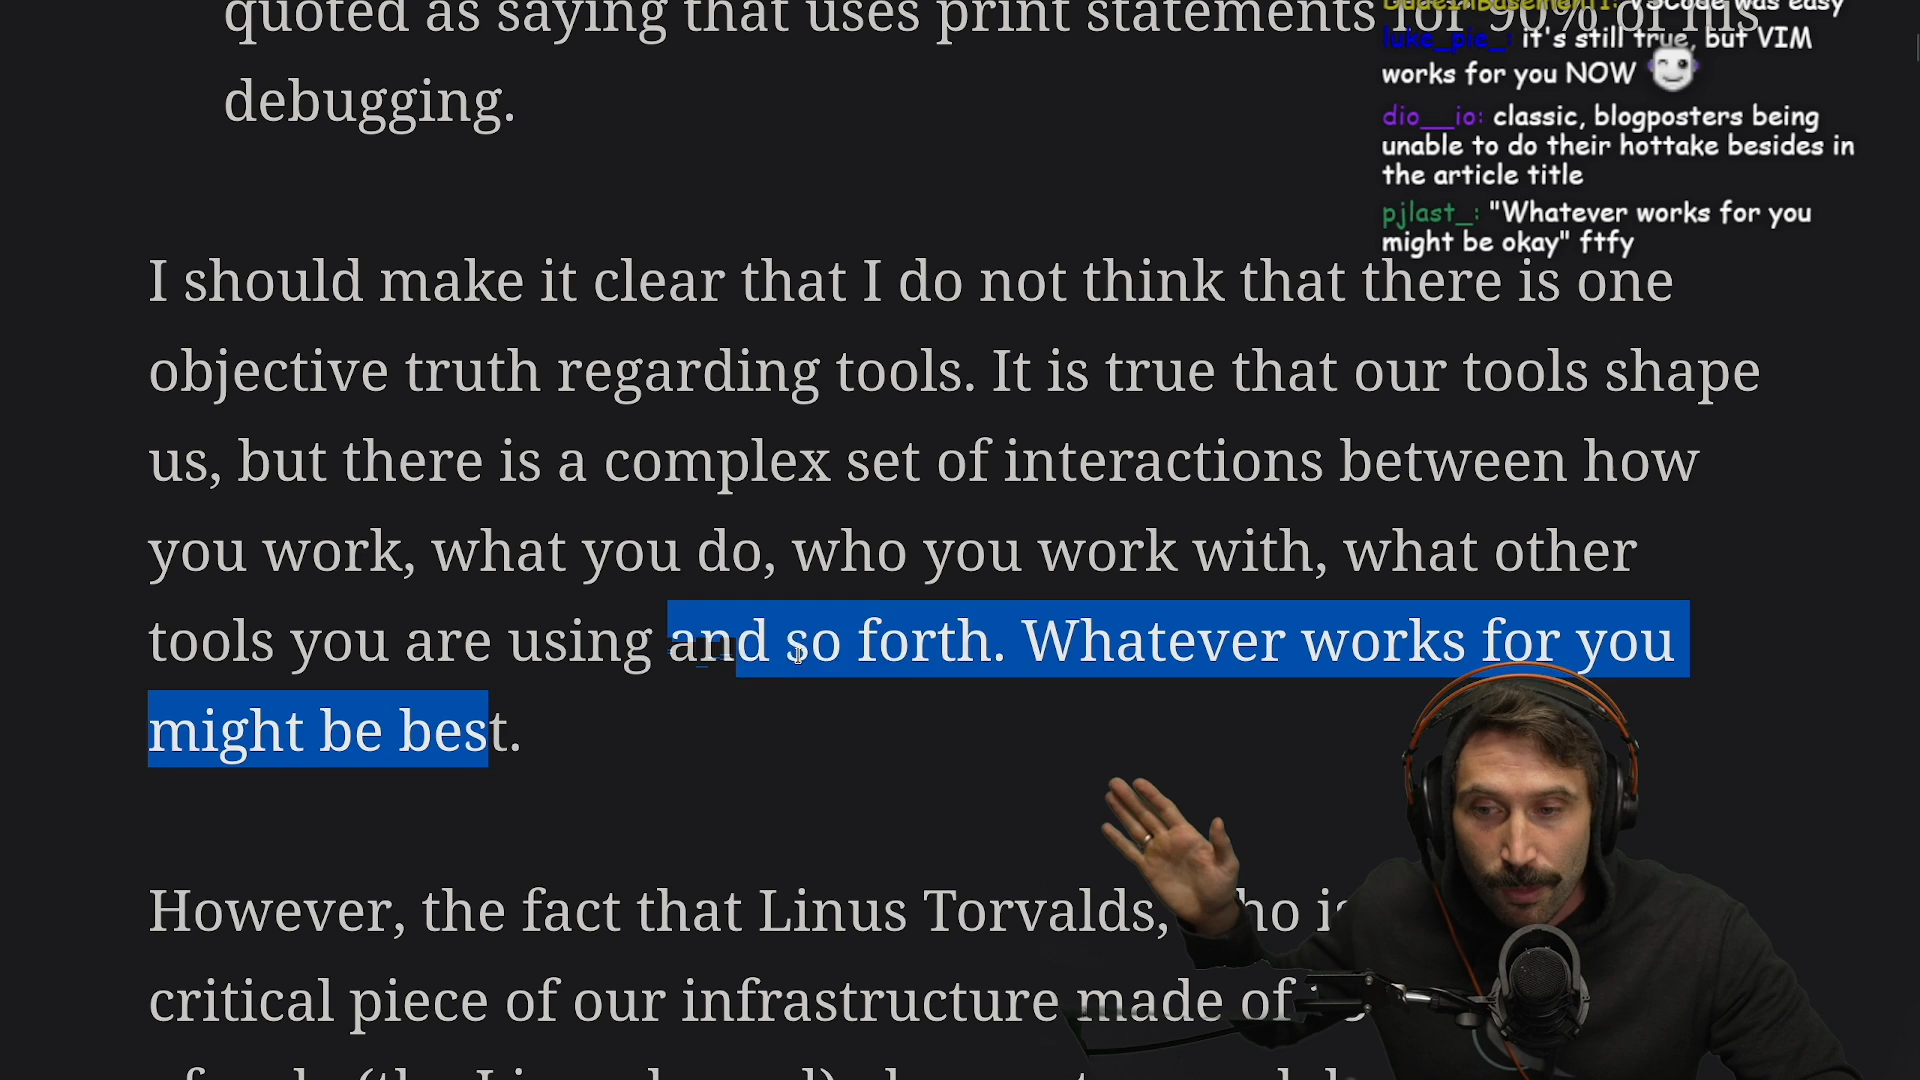 quoted as saying that uses print statements for 90% of his
debugging.
I should make it clear that I do not think that there is one
objective truth regarding tools. It is true that our tools shape
us, but there is a complex set of interactions between how
you work, what you do, who you work with, what other
tools you are using and so forth. Whatever works for you
might be best.
However, the fact that Linus Torvalds,
critical piece of our infrastructure made of
DudeInBasement1: VSCode was easy
luke_pie_: it's still true, but VIM
works for you NOW
dio__io: classic, blogposters being
unable to do their hottake besides in
the article title
pjlast_: "Whatever works for you
might be okay" ftfy